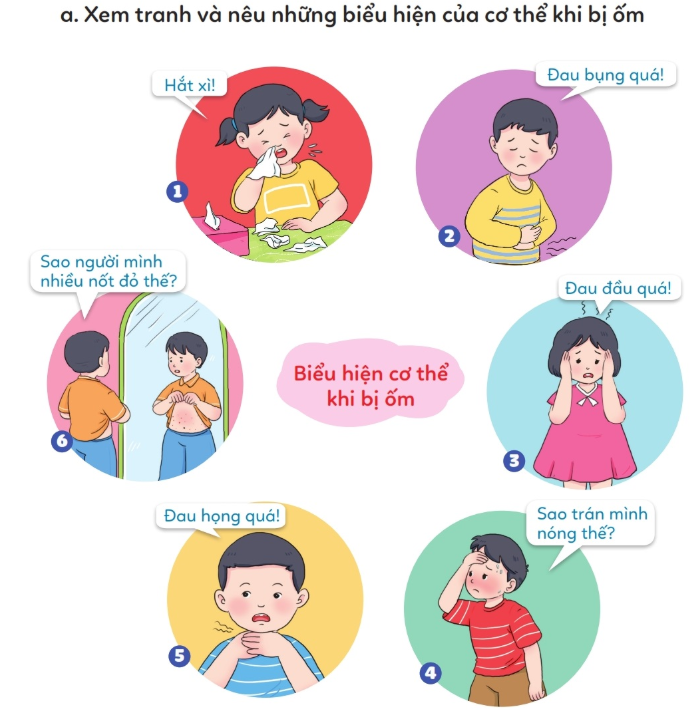 a. Xem tranh và nêu những biểu hiện của cơ thể khi bị ốm
Hắt xì!
1
Đau bụng quá!
2
Đau đầu quá!
3
Sao trán mình
nóng thế?
4
Đau họng quá!
5
Sao người mình
nhiều nốt đỏ thế?
6
Biểu hiện cơ thể
khi bị ốm